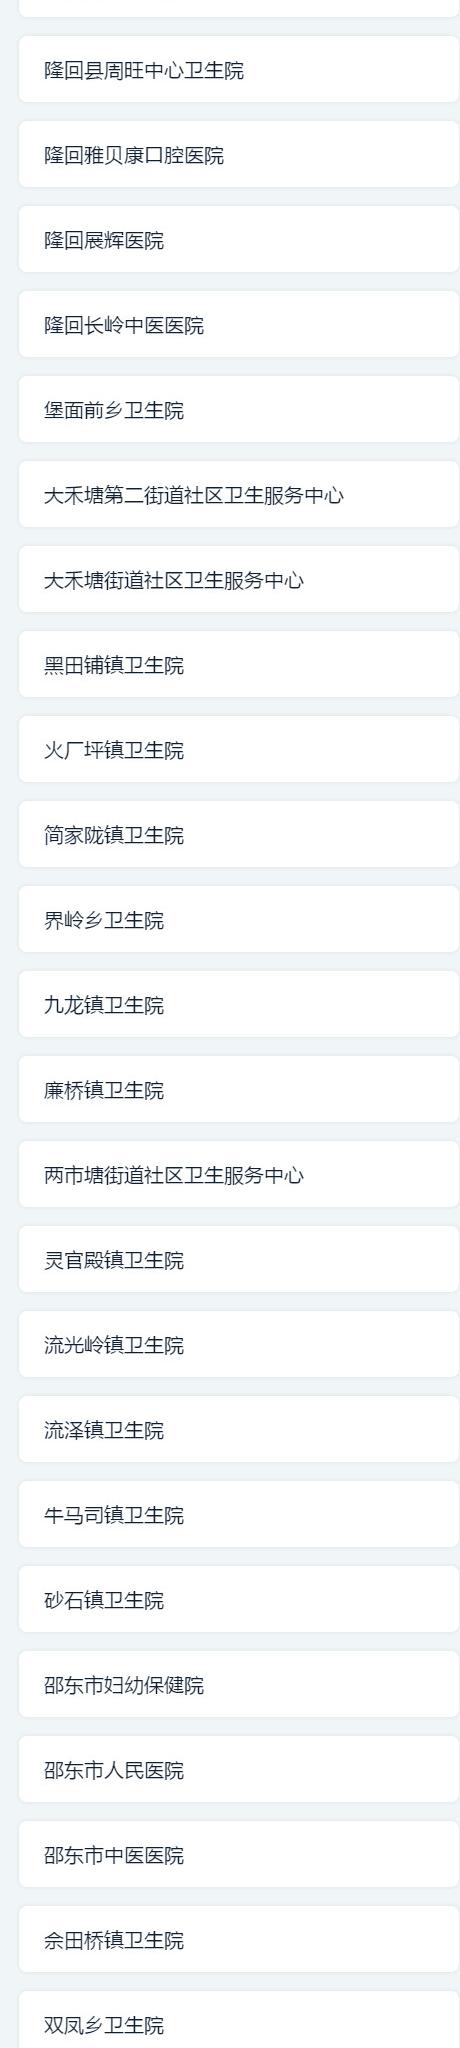 隆回县周旺中心卫生院
隆回雅贝康口腔医院
隆回展辉医院
隆回长岭中医医院
堡面前乡卫生院
大禾塘第二街道社区卫生服务中心
大禾塘街道社区卫生服务中心
黑田铺镇卫生院
火厂坪镇卫生院
简家陇镇卫生院
界岭乡卫生院
九龙镇卫生院
廉桥镇卫生院
两市塘街道社区卫生服务中心
灵官殿镇卫生院
流光岭镇卫生院
流泽镇卫生院
牛马司镇卫生院
砂石镇卫生院
邵东市妇幼保健院
邵东市人民医院
邵东市中医医院
佘田桥镇卫生院
双凤乡卫生院